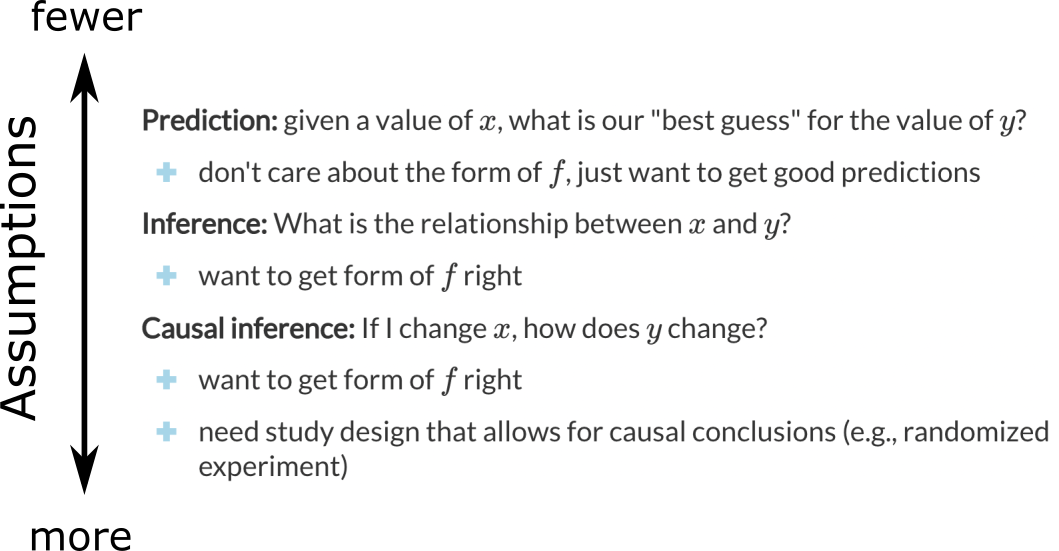 fewer
Assumptions
Prediction: given a value of x, what is our "best guess" for the value of y?
don't care about the form of f, just want to get good predictions
Inference: What is the relationship between x and y?
want to get form of f right
Causal inference: If I change x, how does y change?
want to get form of f right
need study design that allows for causal conclusions (e.g., randomized
experiment)
more